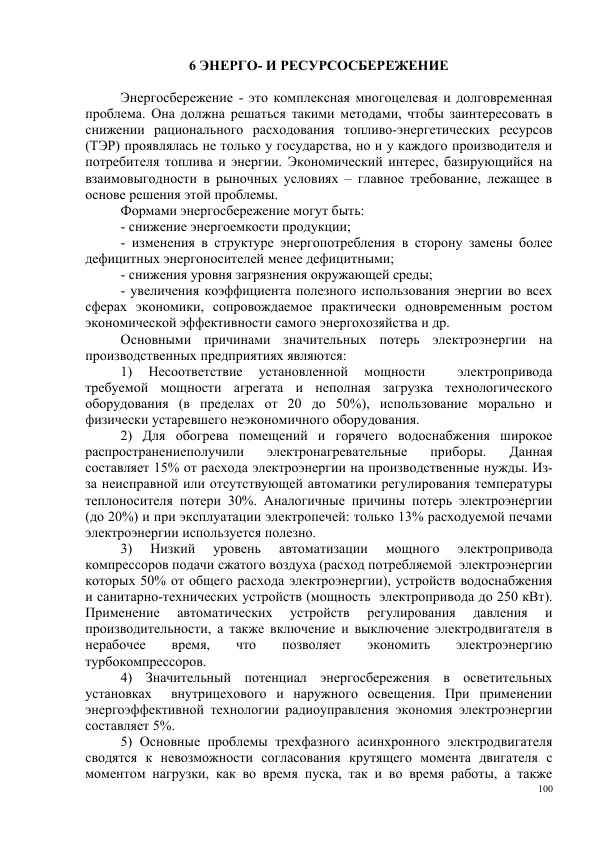 6 ЭНЕРГО- И РЕСУРСОСБЕРЕЖЕНИЕ
Энергосбережение - это комплексная многоцелевая и долговременная
проблема. Она должна решаться такими методами, чтобы заинтересовать в
снижении рационального расходования топливо-энергетических ресурсов
(ТЭР) проявлялась не только у государства, но и у каждого производителя и
потребителя топлива и энергии. Экономический интерес, базирующийся на
взаимовыгодности в рыночных условиях – главное требование, лежащее в
основе решения этой проблемы.
Формами энергосбережение могут быть:
- снижение энергоемкости продукции;
- изменения в структуре энергопотребления в сторону замены более
дефицитных энергоносителей менее дефицитными;
- снижения уровня загрязнения окружающей среды;
- увеличения коэффициента полезного использования энергии во всех
сферах экономики, сопровождаемое практически одновременным ростом
экономической эффективности самого энергохозяйства и др.
Основными причинами значительных потерь электроэнергии на
производственных предприятиях являются:
1) Несоответствие установленной мощности электропривода
требуемой мощности агрегата и неполная загрузка технологического
оборудования (в пределах от 20 до 50%), использование морально и
физически устаревшего неэкономичного оборудования.
2) Для обогрева помещений и горячего водоснабжения широкое
распространениеполучили электронагревательные приборы. Данная
составляет 15% от расхода электроэнергии на производственные нужды. Из-
за неисправной или отсутствующей автоматики регулирования температуры
теплоносителя потери 30%. Аналогичные причины потерь электроэнергии
(до 20%) и при эксплуатации электропечей: только 13% расходуемой печами
электроэнергии используется полезно.
3) Низкий уровень автоматизации мощного электропривода
компрессоров подачи сжатого воздуха (расход потребляемой электроэнергии
которых 50% от общего расхода электроэнергии), устройств водоснабжения
и санитарно-технических устройств (мощность электропривода до 250 кВт).
Применение автоматических устройств регулирования давления и
производительности, а также включение и выключение электродвигателя в
нерабочее время, что позволяет экономить электроэнергию
турбокомпрессоров.
4) Значительный потенциал энергосбережения в осветительных
установках внутрицехового и наружного освещения. При применении
энергоэффективной технологии радиоуправления экономия электроэнергии
составляет 5%.
5) Основные проблемы трехфазного асинхронного электродвигателя
сводятся к невозможности согласования крутящего момента двигателя с
моментом нагрузки, как во время пуска, так и во время работы, а также
100